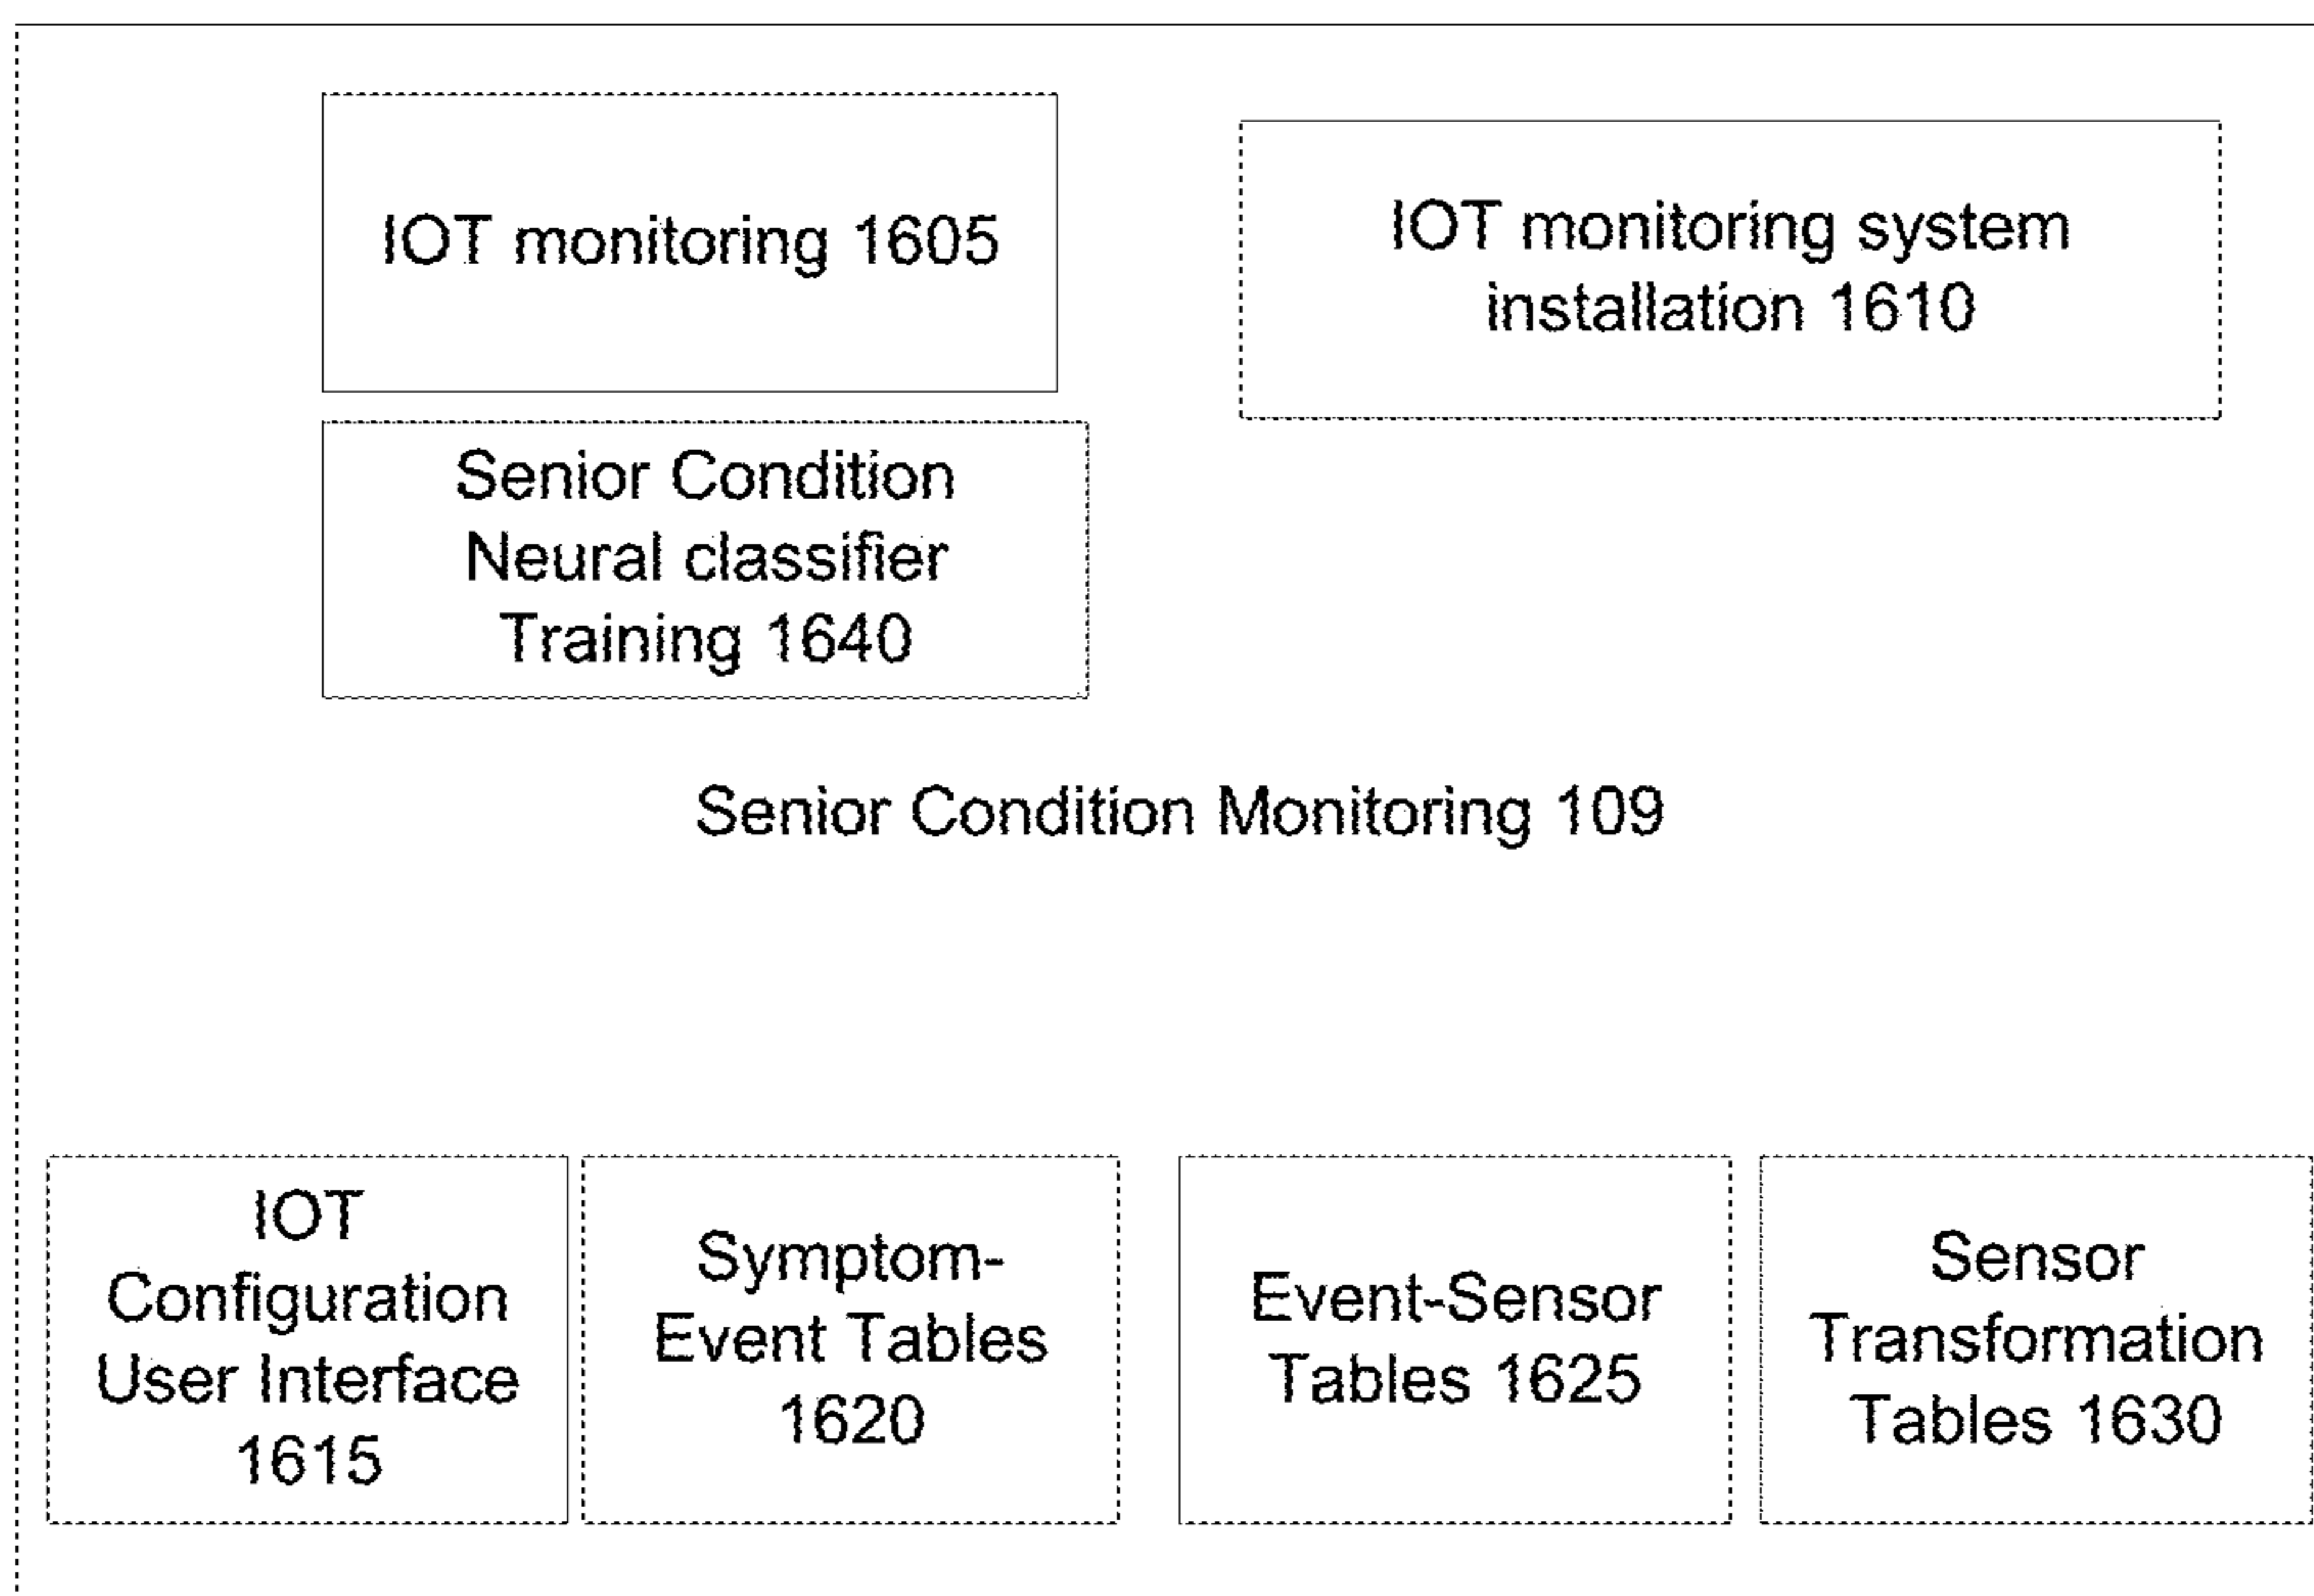 IOT monitoring 1605
IOT monitoring system
installation 1610
Senior Condition
Neural classifier
Training 1640
Senior Condition Monitoring 109
IOT
Configuration
User Interface
1615
Symptom-
Event Tables
1620
Event-Sensor
Tables 1625
Sensor
Transformation
Tables 1630